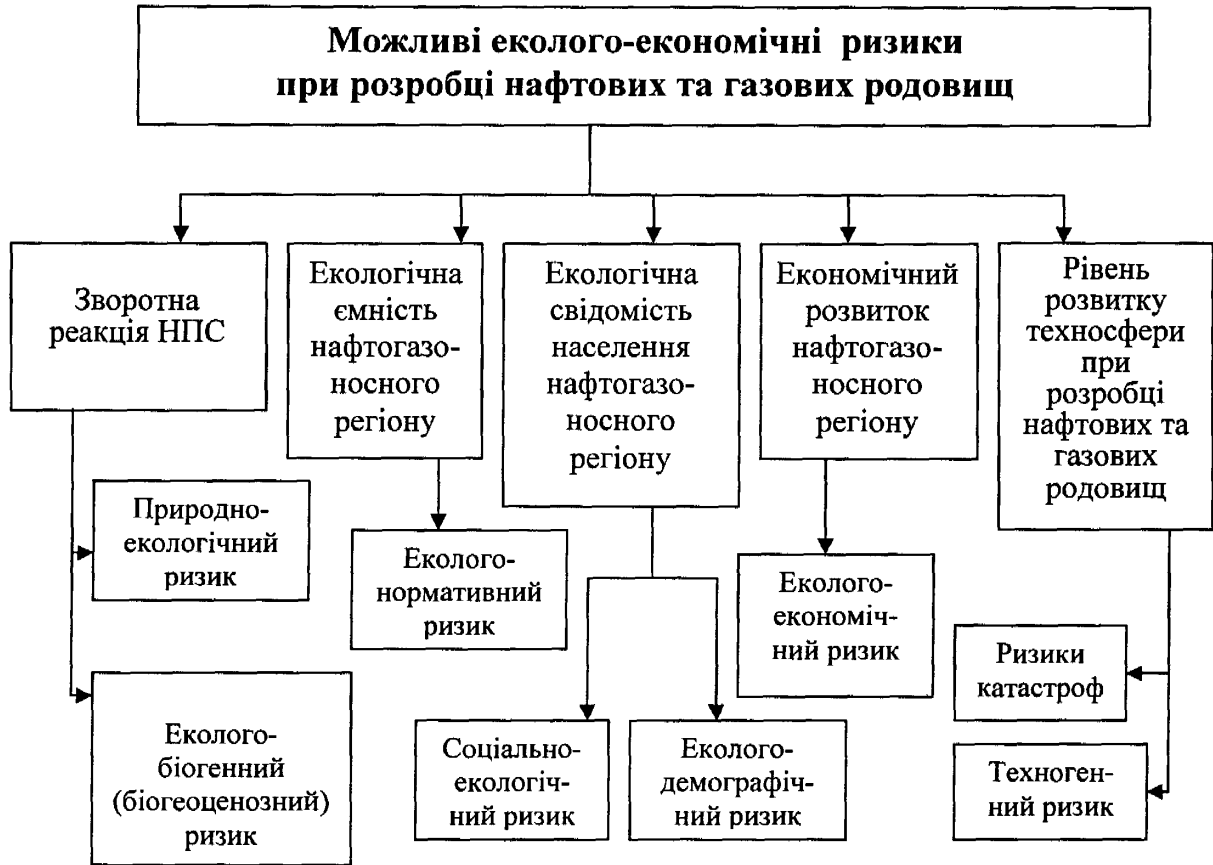 Можливі еколого-економічні ризики
при розробці нафтових та газових родовищ
Зворотна
реакція НПС
Екологічна
ємність
нафтогазо-
носного
регіону
Екологічна
свідомість
населення
нафтогазо-
носного
регіону
Економічний
розвиток
нафтогазо-
носного
регіону
Рівень
розвитку
техносфери
при
розробці
нафтових та
газових
родовищ
Природно-
екологічний
ризик
Еколого-
нормативний
ризик
Еколого-
економіч-
ний ризик
Ризики
катастроф
Еколого-
біогенний
(біогеоценозний)
ризик
Соціально-
екологіч-
ний ризик
Еколого-
демографіч-
ний ризик
Техноген-
ний ризик